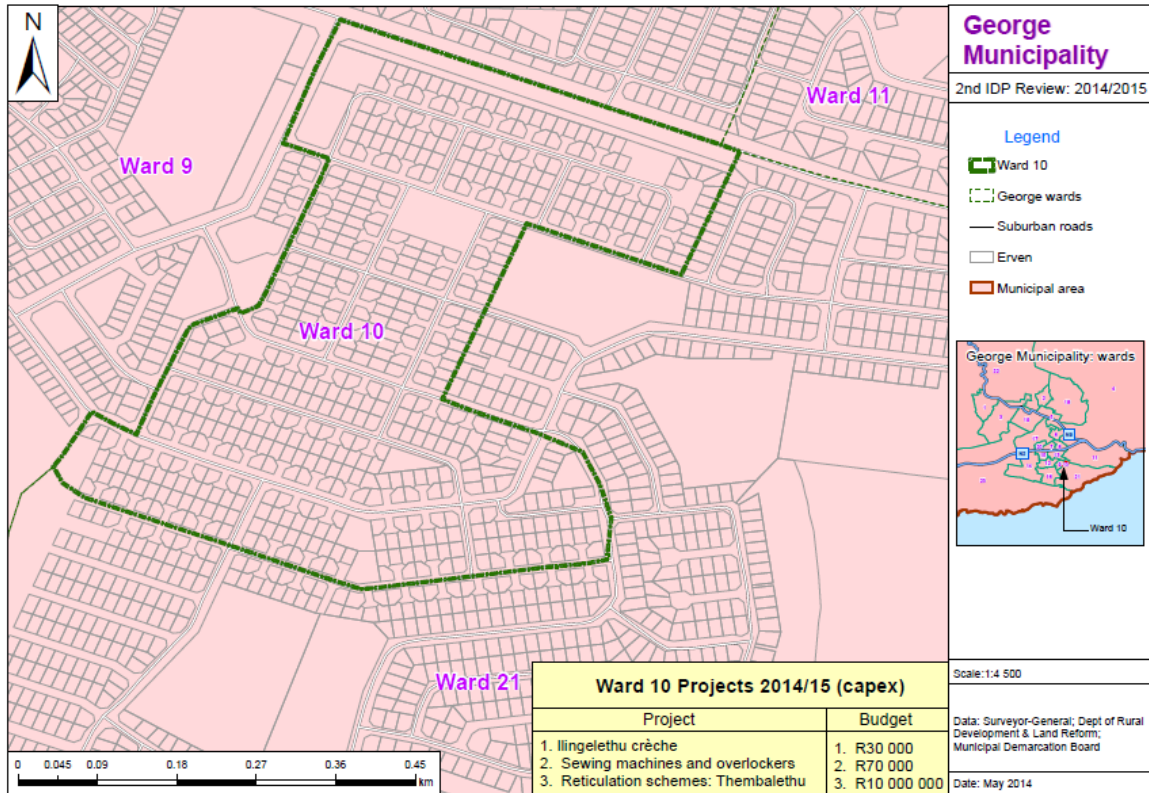 N
Ward 9
Ward 11
Ward 10
Ward 21
0 0.045 0.09 0.18 0.27 0.36 0.45
km
Ward 10 Projects 2014/15 (capex)
Project Budget
1. Ilingelethu crèche 1. R30 000
2. Sewing machines and overlockers 2. R70 000
3. Reticulation schemes: Thembalethu 3. R10 000 000
George
Municipality
2nd IDP Review: 2014/2015
Legend
Ward 10
George wards
Suburban roads
Erven
Municipal area
George Municipality: wards
Ward 10
Scale:1:4 500
Data: Surveyor-General; Dept of Rural
Development & Land Reform;
Municipal Demarcation Board
Date: May 2014